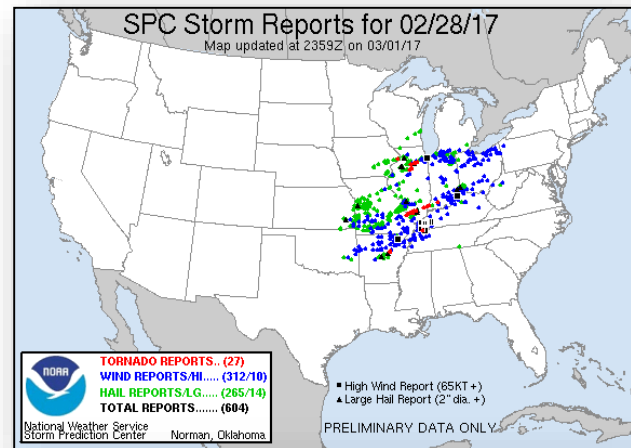 SPC Storm Reports for 02/28/17
Map updated at 2359Z on 03/01/17
TORNADO REPORTS.. (27)
WIND REPORTS/HI..... (312/10)
HAIL REPORTS/LG..... (265/14)
TOTAL REPORTS....... (604)
NOAA
National Weather Service
Storm Prediction Center Norman, Oklahoma
■ High Wind Report (65KT +)
▲ Large Hail Report (2" dia. +)
PRELIMINARY DATA ONLY